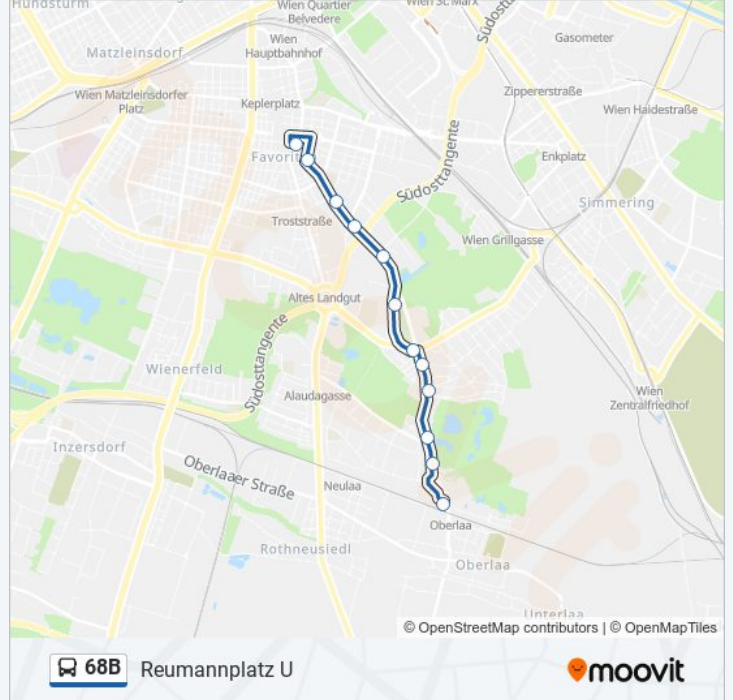 Hundsturm
Wien Quartier
Belvedere
Wien St. Marx
Südosttangente
Gasometer
Wien
Hauptbahnhof
Matzleinsdorf
Wien Matzleinsdorfer
Platz
Keplerplatz
Zippererstraße
Wien Haidestraße
Favorit
Enkplatz
Südosttangente
Simmering
Troststraße
Wien Grillgasse
Altes Landgut
Südosttangente
Wienerfeld
Alaudagasse
Wien
Zentralfriedhof
Inzersdorf
Oberlaaer Straße
Neulaa
Oberlaa
Rothneusiedl
Oberlaa
Unterlaa
© OpenStreetMap contributors | © OpenMapTiles
68B Reumannplatz U
moovit